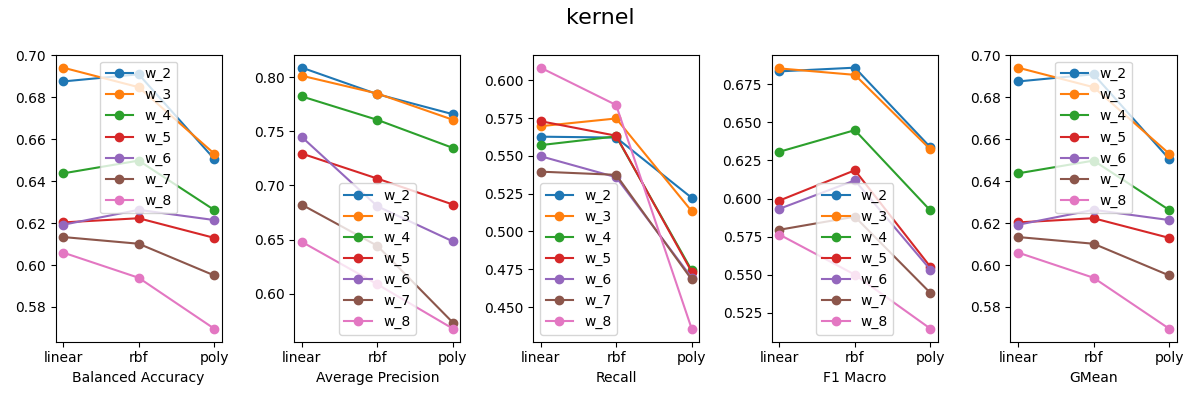 kernel
0.70
0.68
0.66
0.64
0.62
0.60
0.58
w_2
w_3
w_4
w_5
w_6
w_7
w_8
linear rbf poly
Balanced Accuracy
0.80
0.75
0.70
0.65
0.60
w_2
w_3
w_4
w_5
w_6
w_7
w_8
linear rbf poly
Average Precision
0.600
0.575
0.550
0.525
0.500
0.475
0.450
w_2
w_3
w_4
w_5
w_6
w_7
w_8
linear rbf poly
Recall
0.675
0.650
0.625
0.600
0.575
0.550
0.525
w_2
w_3
w_4
w_5
w_6
w_7
w_8
linear rbf poly
F1 Macro
0.70
0.68
0.66
0.64
0.62
0.60
0.58
w_2
w_3
w_4
w_5
w_6
w_7
w_8
linear rbf poly
GMean